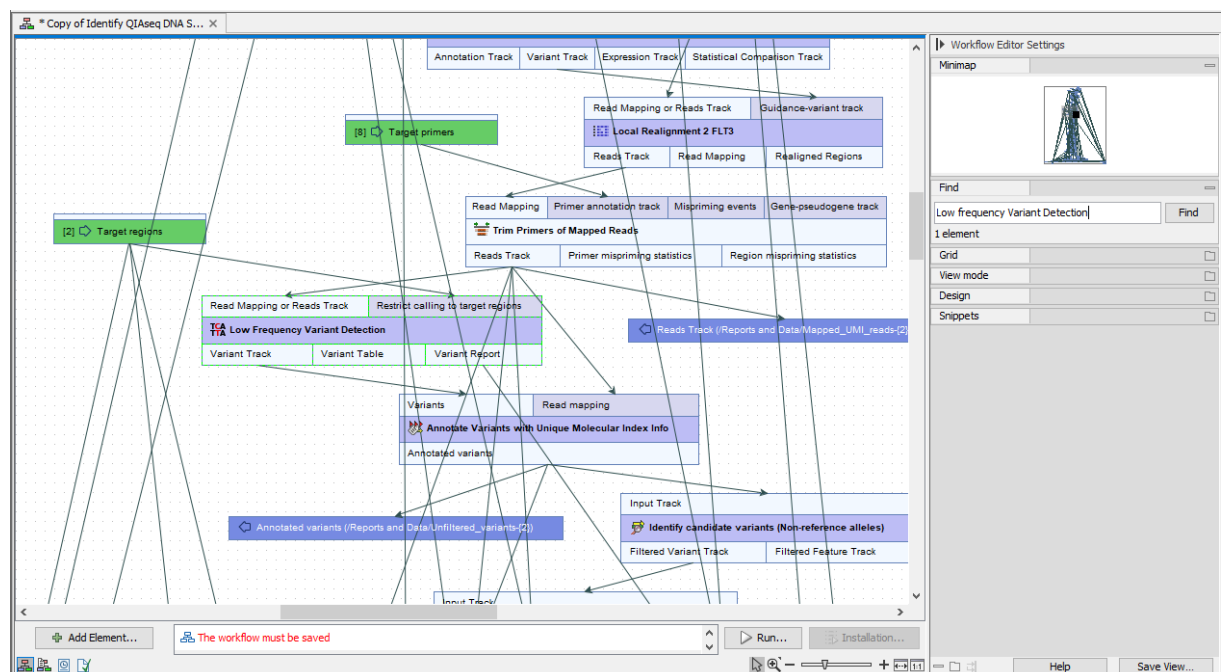 * Copy of Identify QIAseq DNA S...
Annotation Track Variant Track Expression Track Statistical Comparison Track
Read Mapping or Reads Track Guidance-variant track
Local Realignment 2 FLT3
Reads Track Read Mapping Realigned Regions
[8] Target primers
Read Mapping Primer annotation track Mispriming events Gene-pseudogene track
Trim Primers of Mapped Reads
Reads Track Primer mispriming statistics Region mispriming statistics
[2] Target regions
Read Mapping or Reads Track Restrict calling to target regions
Low Frequency Variant Detection
Variant Track Variant Table Variant Report
Reads Track (/Reports and Data/Mapped_UMI_reads-{2})
Variants Read mapping
Annotate Variants with Unique Molecular Index Info
Annotated variants
Annotated variants (/Reports and Data/Unfiltered_variants-{2})
Input Track
Identify candidate variants (Non-reference alleles)
Filtered Variant Track Filtered Feature Track
Input Track
Add Element...
The workflow must be saved
Run...
Installation...
1:1
Workflow Editor Settings
Minimap
Find
Low frequency Variant Detection
Find
1 element
Grid
View mode
Design
Snippets
Help
Save View...